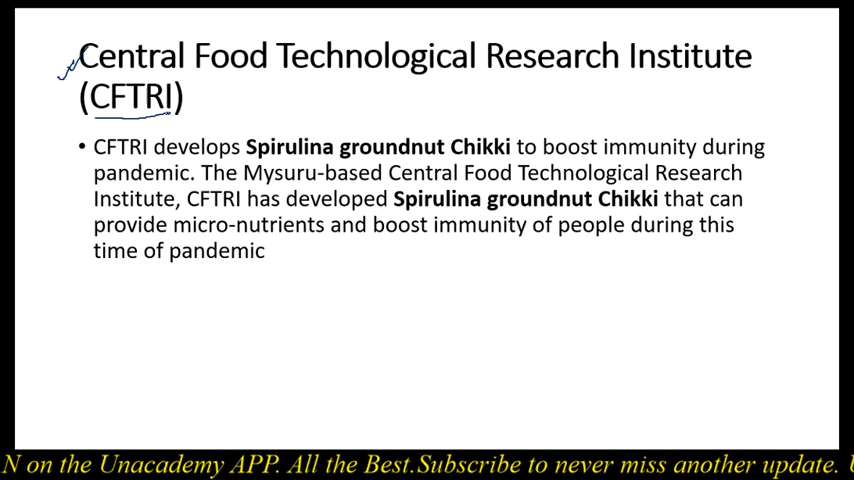 Central Food Technological Research Institute
(CFTRI)
• CFTRI develops Spirulina groundnut Chikki to boost immunity during
pandemic. The Mysuru-based Central Food Technological Research
Institute, CFTRI has developed Spirulina groundnut Chikki that can
provide micro-nutrients and boost immunity of people during this
time of pandemic
N on the Unacademy APP. All the Best.Subscribe to never miss another update.